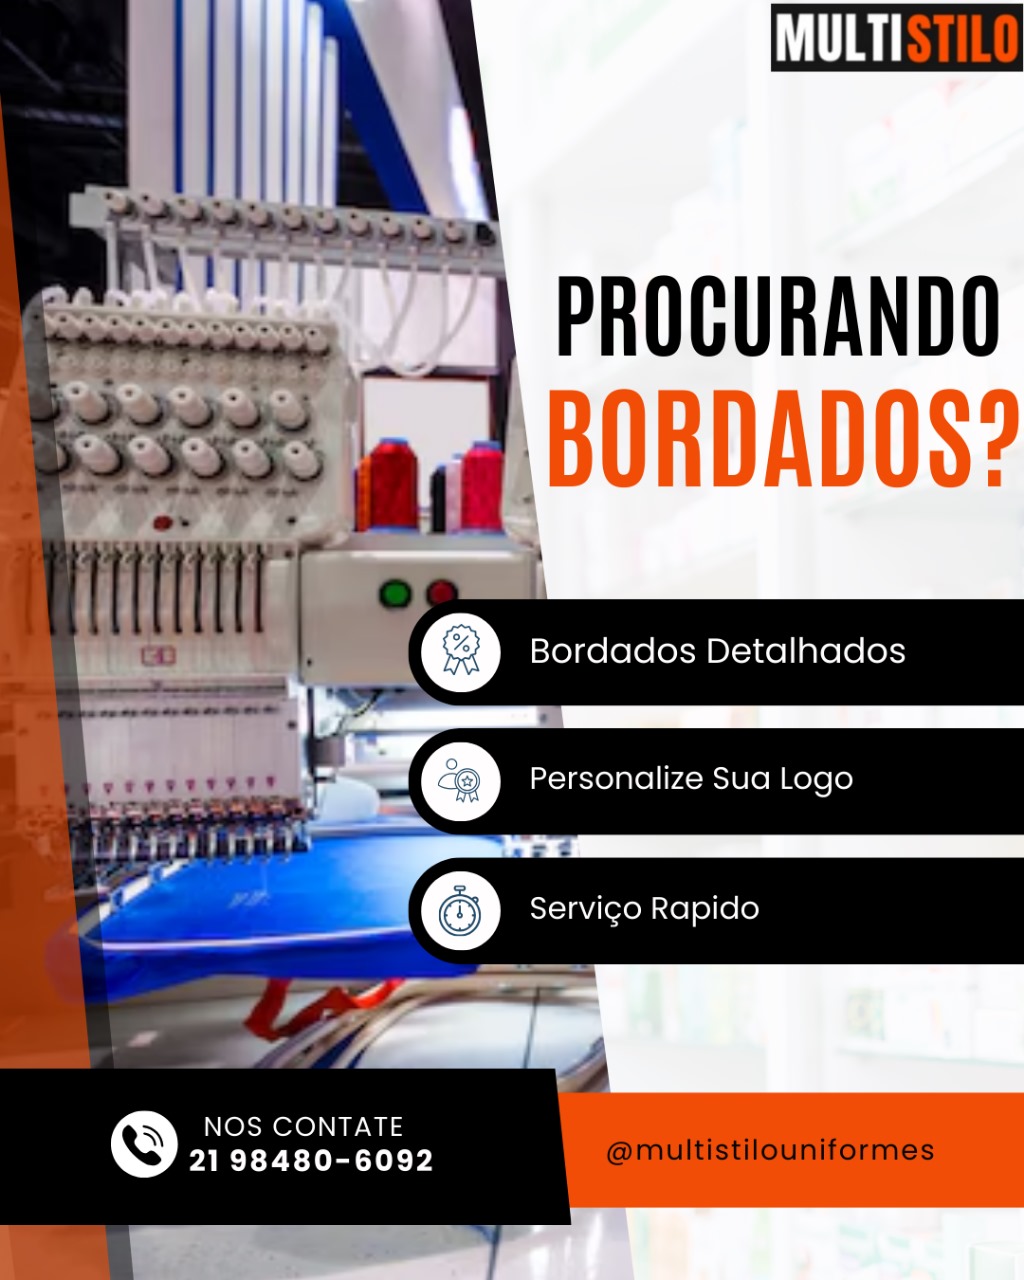 MULTISTILO
PROCURANDO
BORDADOS?
Bordados Detalhados
Personalize Sua Logo
Serviço Rapido
NOS CONTATE
21 98480-6092
@multistilouniformes